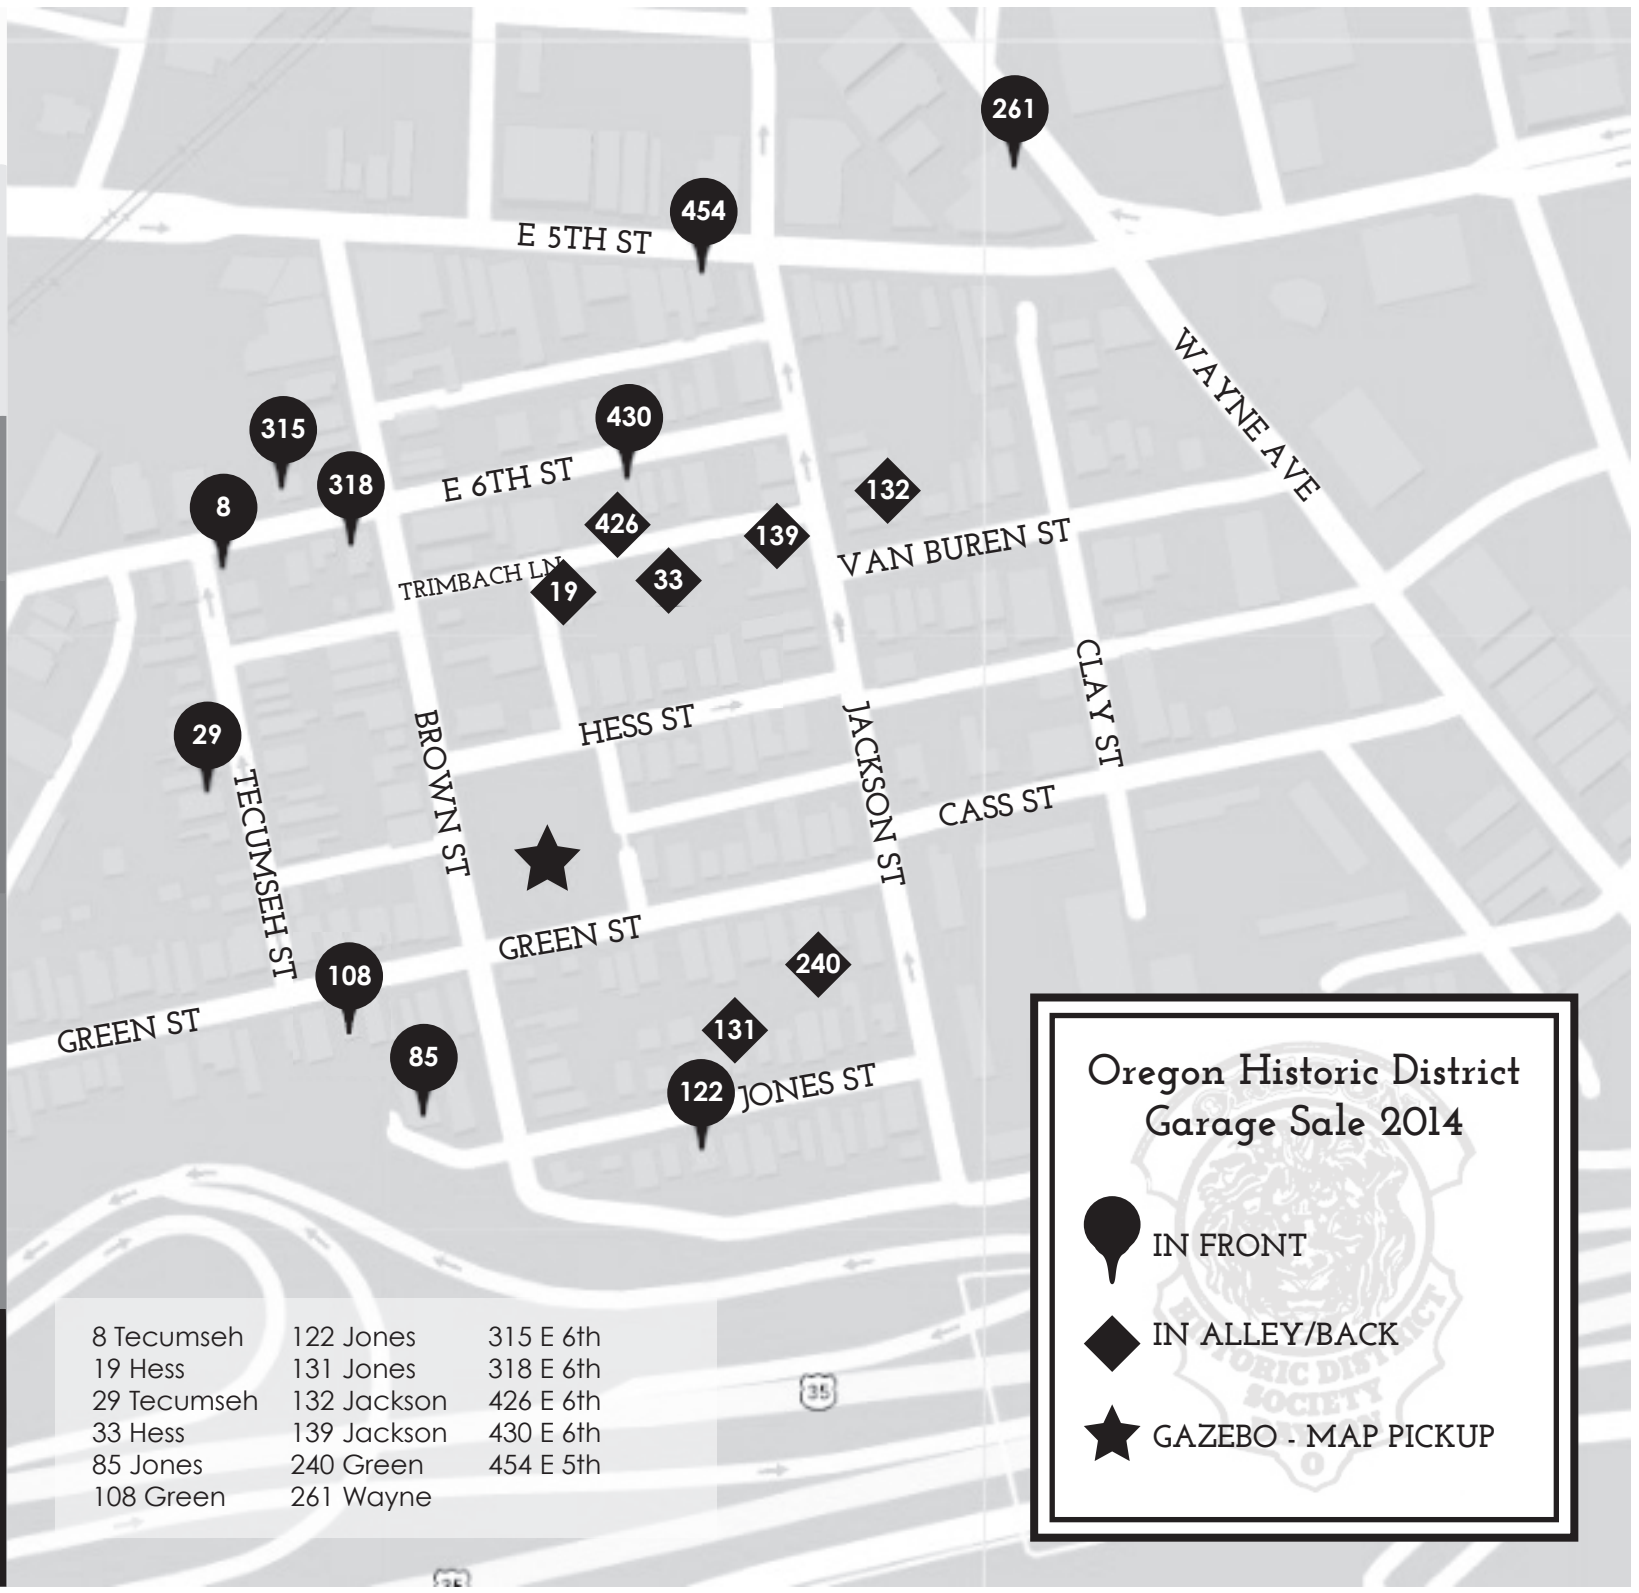 261
454
E 5TH ST
WAYNE AVE
315
430
318
8
E 6TH ST
132
426
139
VAN BUREN ST
TRIMBACH LN
19
33
CLAY ST
29
HESS ST
BROWN ST
JACKSON ST
TECUMSEH ST
CASS ST
GREEN ST
240
108
GREEN ST
131
85
122
JONES ST
Oregon Historic District
Garage Sale 2014
IN FRONT
IN ALLEY/BACK
GAZEBO - MAP PICKUP
HISTORIC DISTRICT
SOCIETY
8 Tecumseh
19 Hess
29 Tecumseh
33 Hess
85 Jones
108 Green
122 Jones
131 Jones
132 Jackson
139 Jackson
240 Green
261 Wayne
315 E 6th
318 E 6th
426 E 6th
430 E 6th
454 E 5th
35
35